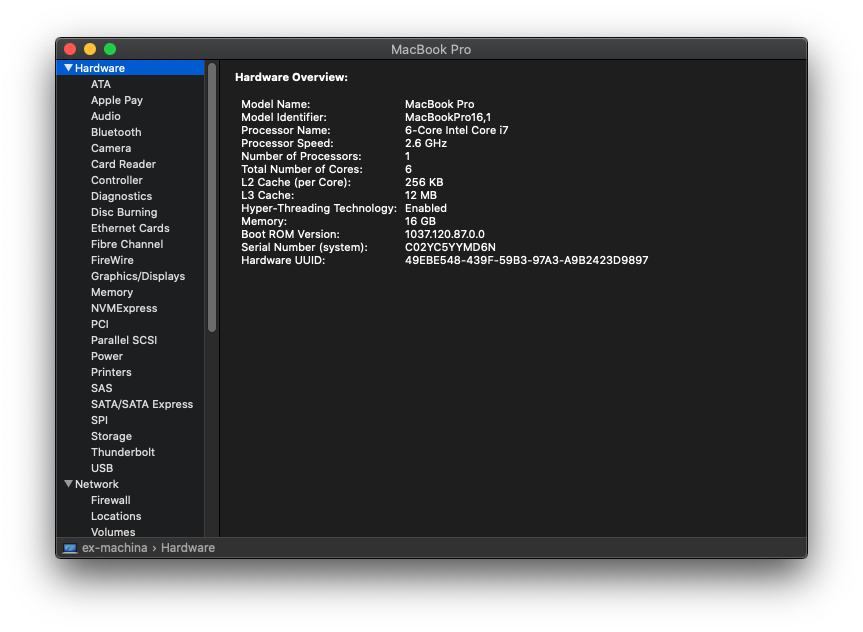 MacBook Pro
Hardware
ATA
Apple Pay
Audio
Bluetooth
Camera
Card Reader
Controller
Diagnostics
Disc Burning
Ethernet Cards
Fibre Channel
FireWire
Graphics/Displays
Memory
NVMExpress
PCI
Parallel SCSI
Power
Printers
SAS
SATA/SATA Express
SPI
Storage
Thunderbolt
USB
Network
Firewall
Locations
Volumes
Hardware Overview:
Model Name: MacBook Pro
Model Identifier: MacBookPro16,1
Processor Name: 6-Core Intel Core i7
Processor Speed: 2.6 GHz
Number of Processors: 1
Total Number of Cores: 6
L2 Cache (per Core): 256 KB
L3 Cache: 12 MB
Hyper-Threading Technology: Enabled
Memory: 16 GB
Boot ROM Version: 1037.120.87.0.0
Serial Number (system): C02YC5YYMD6N
Hardware UUID: 49EBE548-439F-59B3-97A3-A9B2423D9897
ex-machina › Hardware